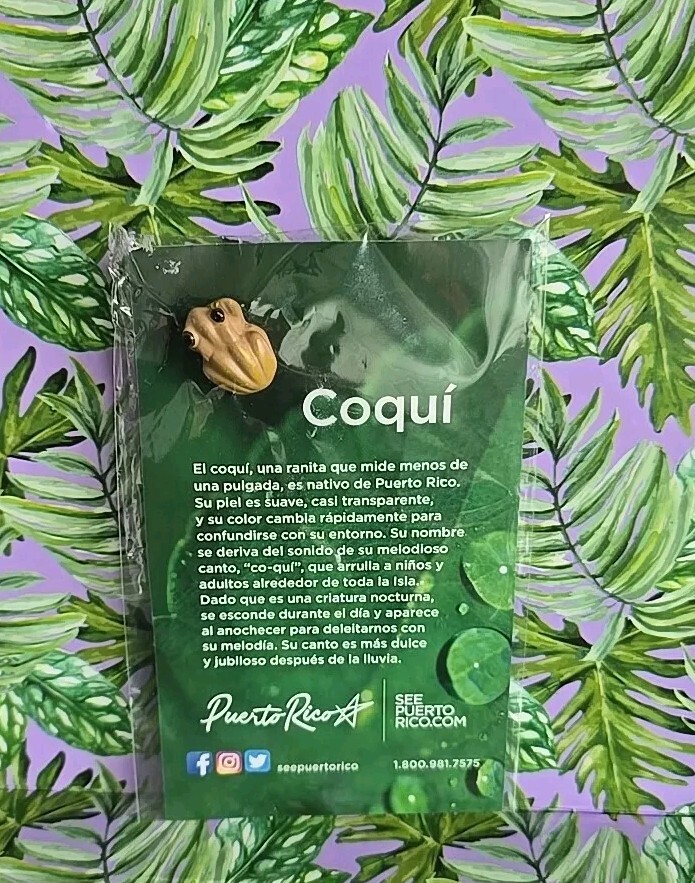 Coquí
El coquí, una ranita que mide menos de
una pulgada, es nativo de Puerto Rico.
Su piel es suave, casi transparente,
y su color cambia rápidamente para
confundirse con su entorno. Su nombre
se deriva del sonido de su melodioso
canto, “co-quí”, que arrulla a niños y
adultos alrededor de toda la Isla.
Dado que es una criatura nocturna,
se esconde durante el día y aparece
al anochecer para deleitarnos con
su melodía. Su canto es más dulce
y jubiloso después de la lluvia.
Puerto Rico
SEE
PUERTO
RICO.COM
seepuertorico
1.800.981.7575